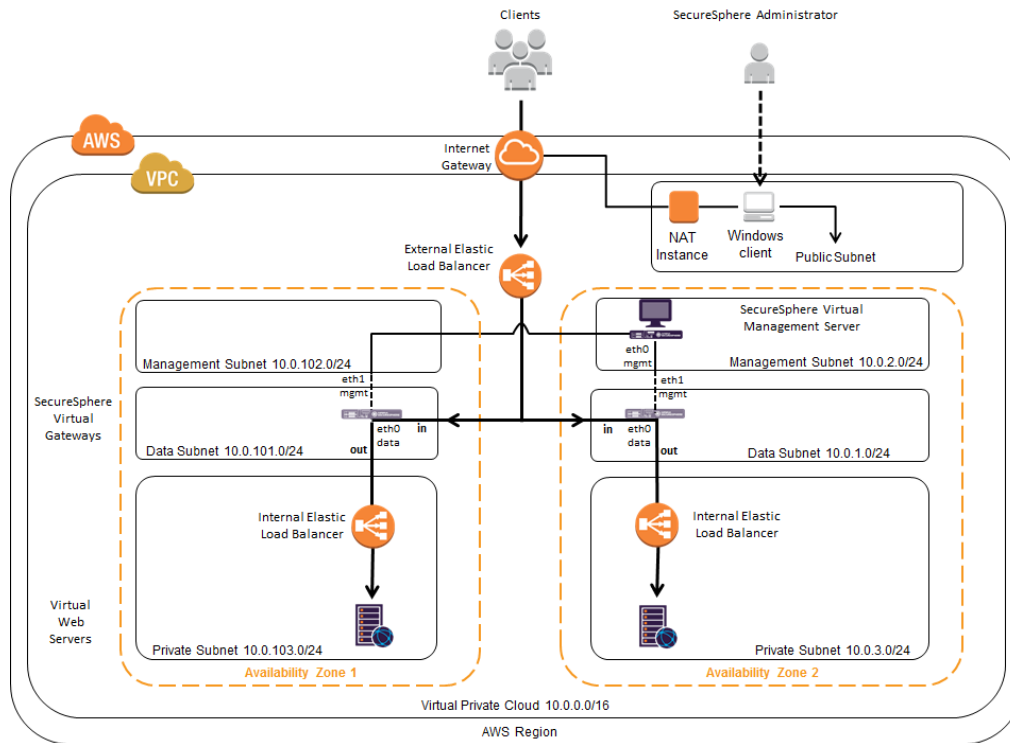 Clients
SecureSphere Administrator
AWS
Internet
Gateway
VPC
NAT
Instance
Windows
client
Public Subnet
External Elastic
Load Balancer
SecureSphere Virtual
Management Server
eth0
mgmt
Management Subnet 10.0.102.0/24
Management Subnet 10.0.2.0/24
eth1
mgmt
eth1
mgmt
SecureSphere
Virtual
Gateways
eth0
data
in
in
eth0
data
out
out
Data Subnet 10.0.101.0/24
Data Subnet 10.0.1.0/24
Internal Elastic
Load Balancer
Internal Elastic
Load Balancer
Virtual
Web
Servers
Private Subnet 10.0.103.0/24
Private Subnet 10.0.3.0/24
Availability Zone 1
Availability Zone 2
Virtual Private Cloud 10.0.0.0/16
AWS Region